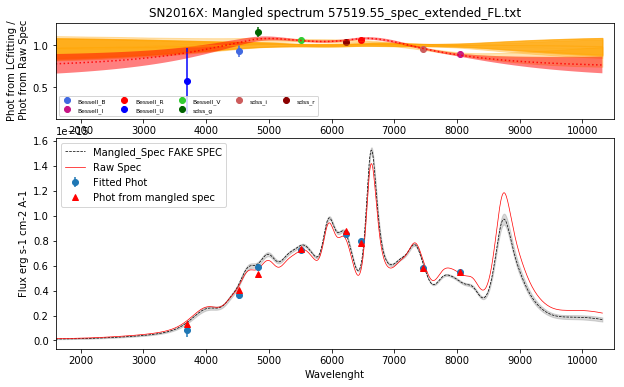 SN2016X: Mangled spectrum 57519.55_spec_extended_FL.txt
Phot from LCfitting /
Phot from Raw Spec
1.0
0.5
Bessell_B
Bessell_I
Bessell_R
Bessell_U
Bessell_V
sdss_g
sdss_i
sdss_r
2000 3000 4000 5000 6000 7000 8000 9000 10000
Flux erg s-1 cm-2 A-1
1.6
1.4
1.2
1.0
0.8
0.6
0.4
0.2
0.0
Mangled_Spec FAKE SPEC
Raw Spec
Fitted Phot
Phot from mangled spec
2000 3000 4000 5000 6000 7000 8000 9000 10000
Wavelenght